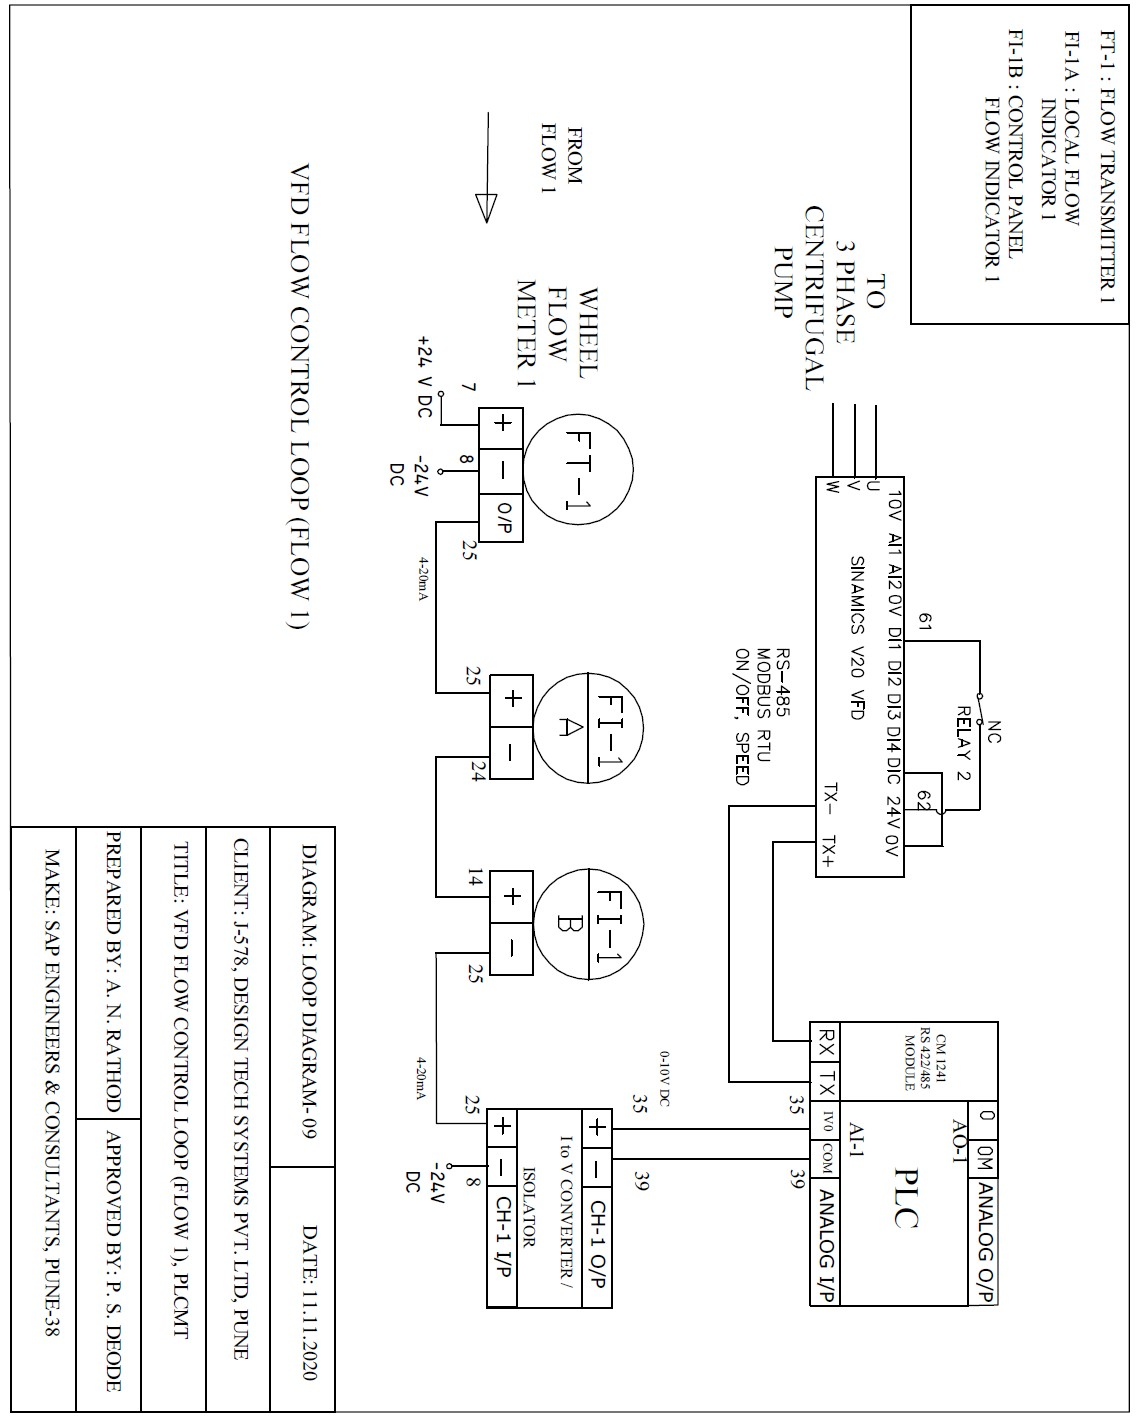 FT-1 : FLOW TRANSMITTER 1
FI-1A : LOCAL FLOW
INDICATOR 1
FI-1B : CONTROL PANEL
FLOW INDICATOR 1
TO
3 PHASE
CENTRIFUGAL
PUMP
U
V
W
10V AI1 AI2 0V DI1 DI2 DI3 DI4 DIC 24V 0V
SINAMICS V20 VFD
TX- TX+
61
62
NC
RELAY 2
RS-485
MODBUS RTU
ON/OFF, SPEED
CM 1241
RS 422/485
MODULE
RX TX
0 0M ANALOG O/P
AO-1
PLC
AI-1
IV0 COM ANALOG I/P
35
39
0-10V DC
35
39
FROM
FLOW 1
WHEEL
FLOW
METER 1
FT-1
+ - O/P
7
8
25
+24 V DC
-24V
DC
4-20mA
FI-1
A
+ -
25
24
FI-1
B
+ -
14
25
4-20mA
+ - CH-1 O/P
I to V CONVERTER /
ISOLATOR
+ - CH-1 I/P
25
8
-24V
DC
VFD FLOW CONTROL LOOP (FLOW 1)
DIAGRAM: LOOP DIAGRAM- 09
DATE: 11.11.2020
CLIENT: J-578, DESIGN TECH SYSTEMS PVT. LTD, PUNE
TITLE: VFD FLOW CONTROL LOOP (FLOW 1), PLCMT
PREPARED BY: A. N. RATHOD
APPROVED BY: P. S. DEODE
MAKE: SAP ENGINEERS & CONSULTANTS, PUNE-38